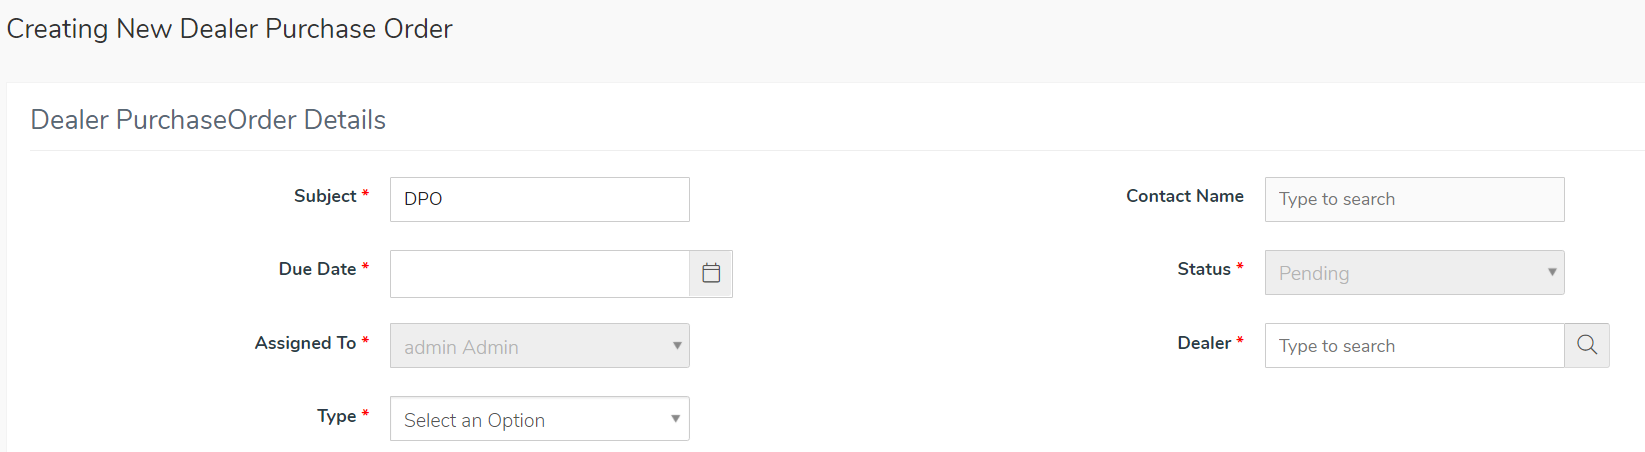 Creating New Dealer Purchase Order
Dealer PurchaseOrder Details
Subject * DPO
Contact Name Type to search
Due Date *
Status * Pending
Assigned To * admin Admin
Dealer * Type to search
Type * Select an Option